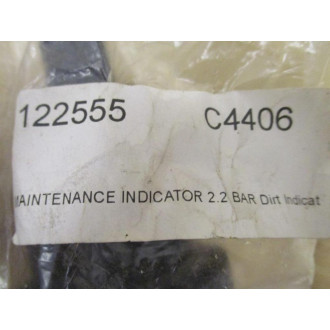 122555 C4406
MAINTENANCE INDICATOR 2.2 BAR Dirt Indicat